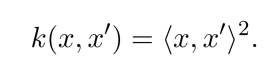 k(x, x′) = ⟨x, x′⟩².